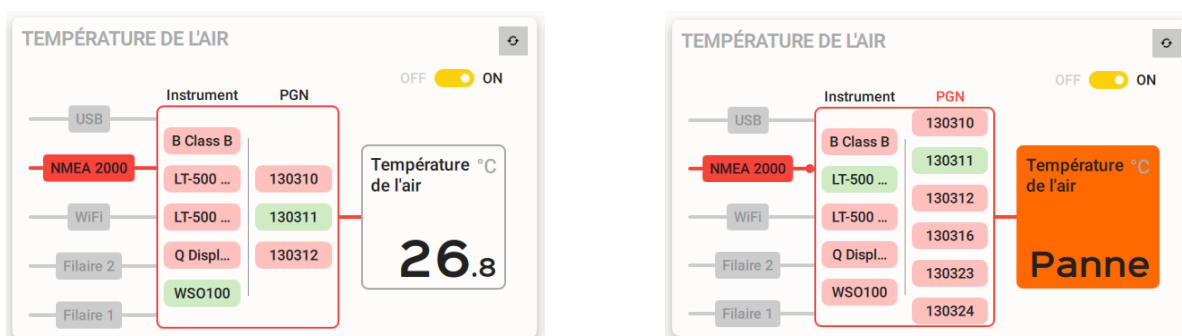 TEMPÉRATURE DE L'AIR
OFF ON
Instrument PGN
USB
B Class B
NMEA 2000
LT-500 ...
130310
WiFi
LT-500 ...
130311
Filaire 2
Q Displ...
130312
WSO100
Filaire 1
Température °C
de l'air
26.8
TEMPÉRATURE DE L'AIR
OFF ON
Instrument PGN
USB
130310
B Class B
130311
NMEA 2000
LT-500 ...
130312
WiFi
LT-500 ...
130316
Filaire 2
Q Displ...
130323
WSO100
Filaire 1
130324
Température °C
de l'air
Panne